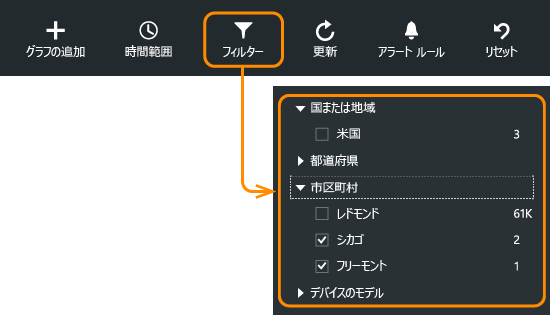 グラフの追加
時間範囲
フィルター
更新
アラート ルール
リセット
国または地域
米国 3
都道府県
市区町村
レドモンド 61K
シカゴ 2
フリーモント 1
デバイスのモデル